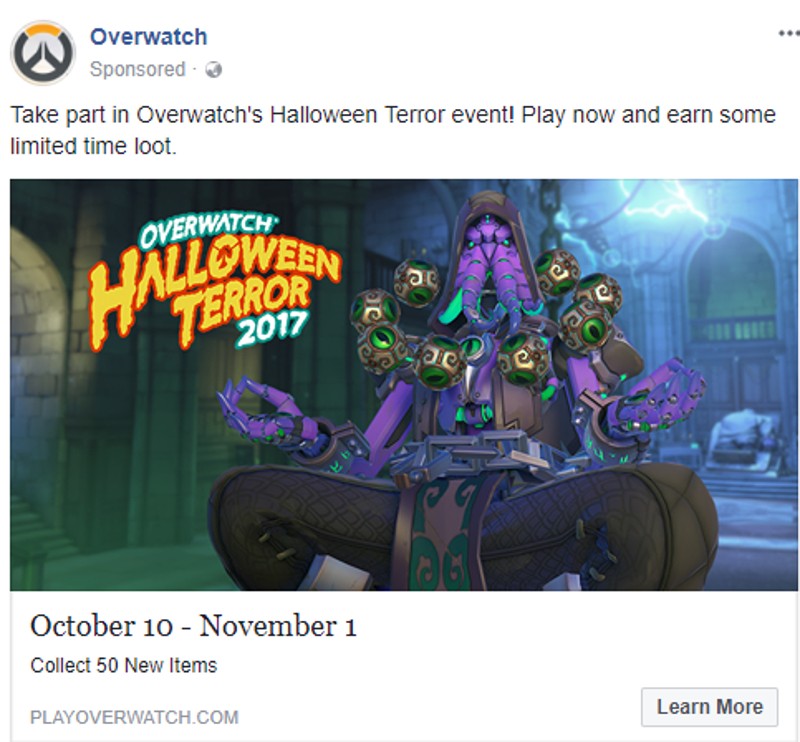 Overwatch
Sponsored ·
Take part in Overwatch's Halloween Terror event! Play now and earn some
limited time loot.
OVERWATCH
HALLOWEEN
TERROR
2017
October 10 - November 1
Collect 50 New Items
PLAYOVERWATCH.COM
Learn More